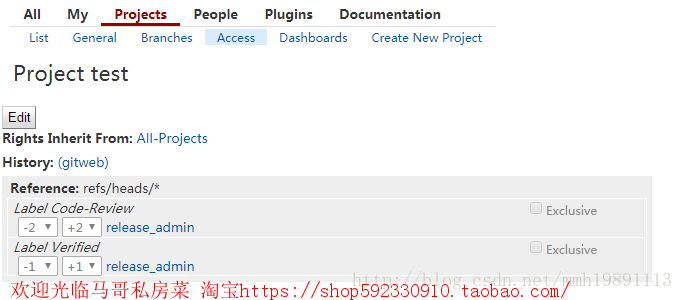 All My Projects People Plugins Documentation
List General Branches Access Dashboards Create New Project
Project test
Edit
Rights Inherit From: All-Projects
History: (gitweb)
Reference: refs/heads/*
Label Code-Review Exclusive
-2 +2 release_admin
Label Verified Exclusive
-1 +1 release_admin
http://blog.csdn.net/mmh19891113
欢迎光临马哥私房菜 淘宝https://shop592330910.taobao.com/